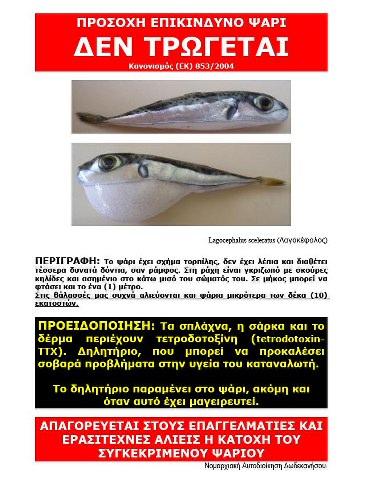 ΠΡΟΣΟΧΗ ΕΠΙΚΙΝΔΥΝΟ ΨΑΡΙ
ΔΕΝ ΤΡΩΓΕΤΑΙ
Κανονισμός (ΕΚ) 853/2004
Lagocephalus sceleratus (Λαγοκέφαλος)
ΠΕΡΙΓΡΑΦΗ: Το ψάρι έχει σχήμα τορπίλης, δεν έχει λέπια και διαθέτει
τέσσερα δυνατά δόντια, σαν ράμφος. Στη ράχη είναι γκριζωπό με σκούρες
κηλίδες και ασημένιο στο κάτω μισό του σώματός του. Σε μήκος μπορεί να
φτάσει και το ένα (1) μέτρο.
Στις θάλασσές μας συχνά αλιεύονται και ψάρια μικρότερα των δέκα (10)
εκατοστών.
ΠΡΟΕΙΔΟΠΟΙΗΣΗ: Τα σπλάχνα, η σάρκα και το
δέρμα περιέχουν τετροδοτοξίνη (tetrodotoxin-
TTX). Δηλητήριο, που μπορεί να προκαλέσει
σοβαρά προβλήματα στην υγεία του καταναλωτή.
Το δηλητήριο παραμένει στο ψάρι, ακόμη και
όταν αυτό έχει μαγειρευτεί.
ΑΠΑΓΟΡΕΥΕΤΑΙ ΣΤΟΥΣ ΕΠΑΓΓΕΛΜΑΤΙΕΣ ΚΑΙ
ΕΡΑΣΙΤΕΧΝΕΣ ΑΛΙΕΙΣ Η ΚΑΤΟΧΗ ΤΟΥ
ΣΥΓΚΕΚΡΙΜΕΝΟΥ ΨΑΡΙΟΥ
Νομαρχιακή Αυτοδιοίκηση Δωδεκανήσου